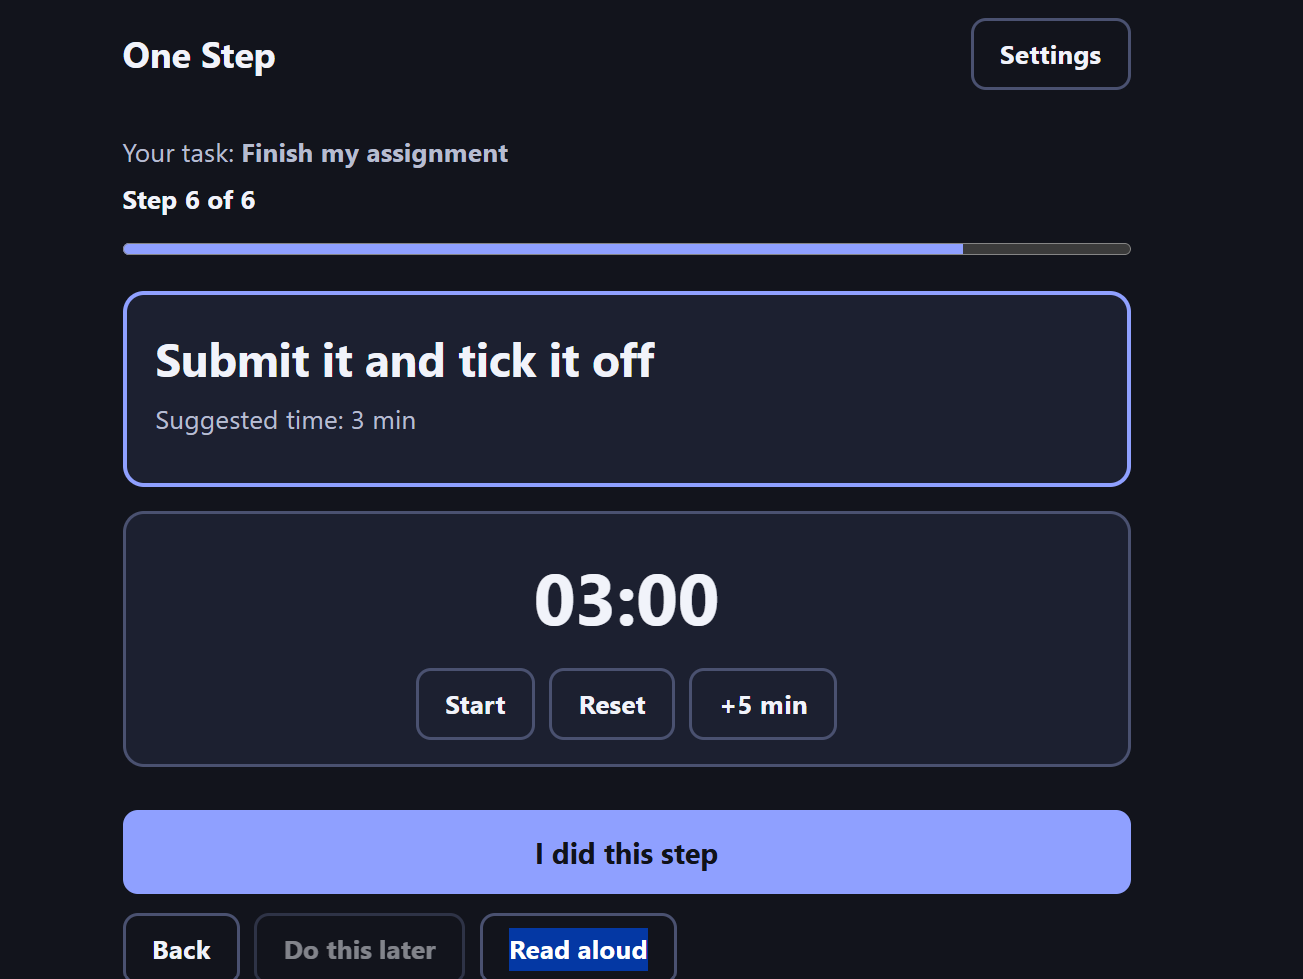 One Step
Settings
Your task: Finish my assignment
Step 6 of 6
Submit it and tick it off
Suggested time: 3 min
03:00
Start
Reset
+5 min
I did this step
Back
Do this later
Read aloud